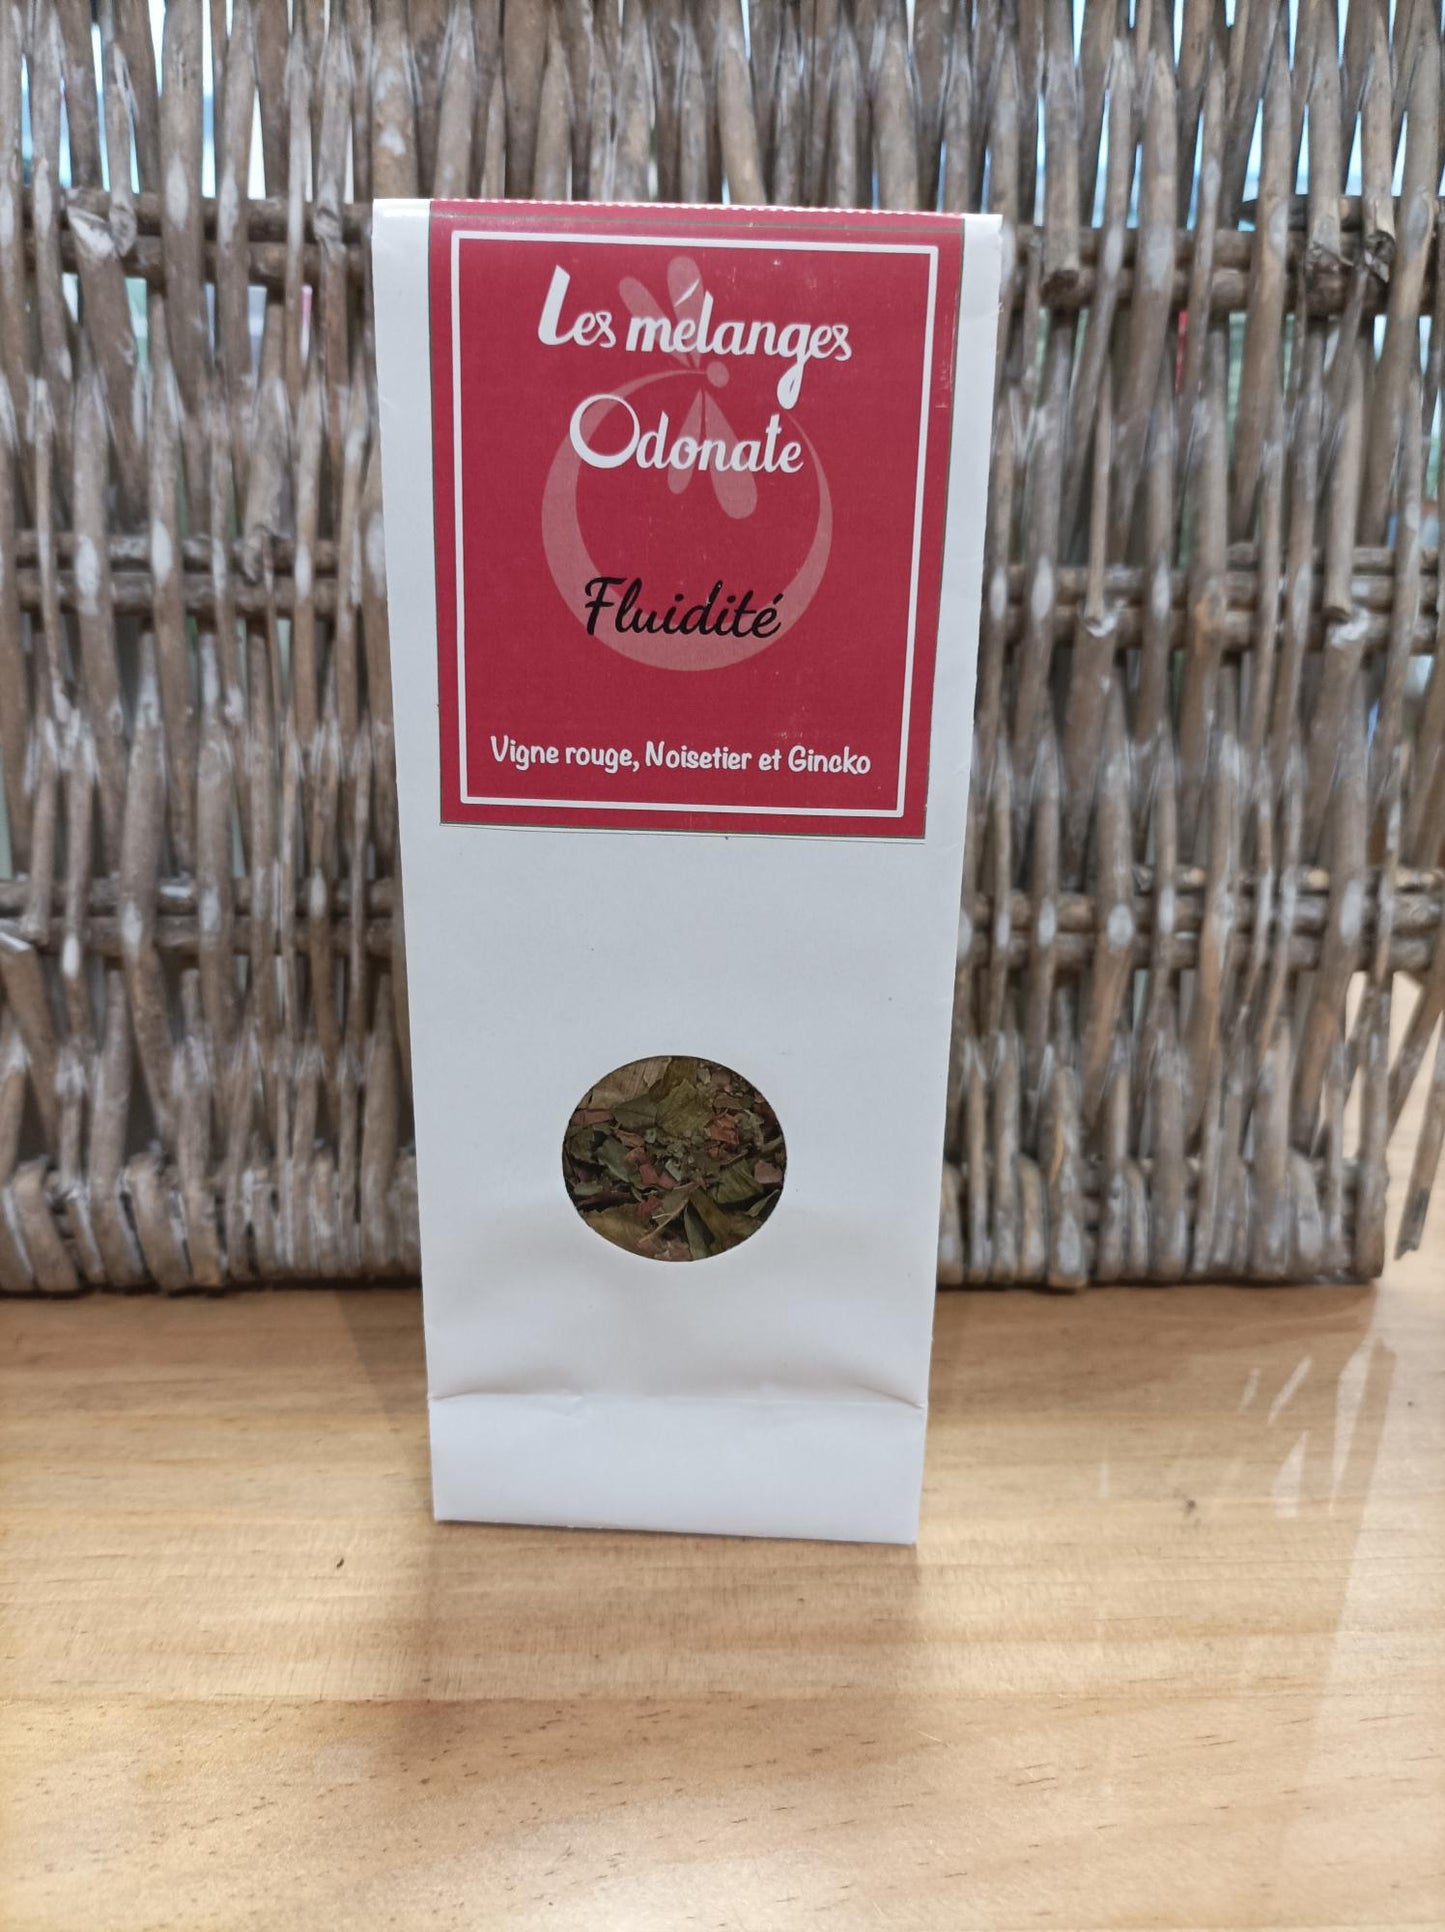 Les mélanges
Odonate
Fluidité
Vigne rouge, Noisetier et Gincko